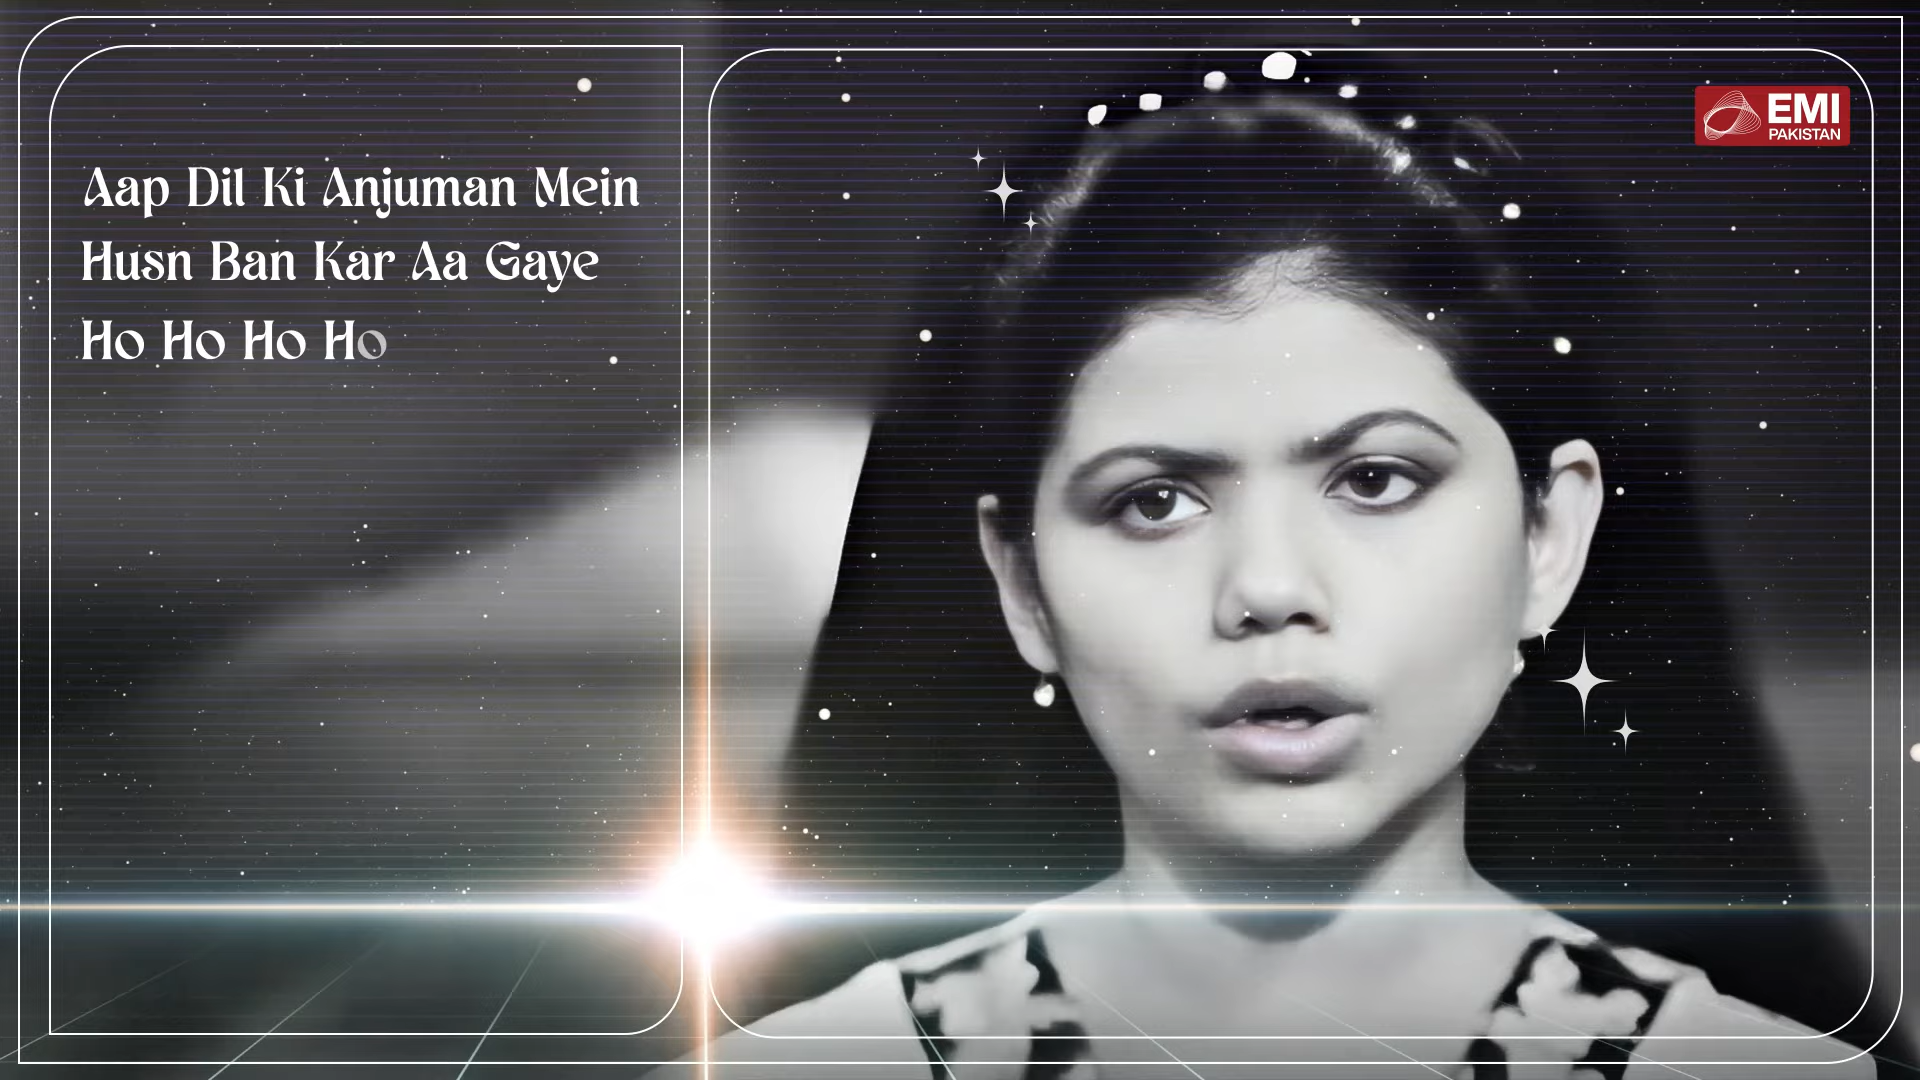 Aap Dil Ki Anjuman Mein
Husn Ban Kar Aa Gaye
Ho Ho Ho Ho
EMI
PAKISTAN